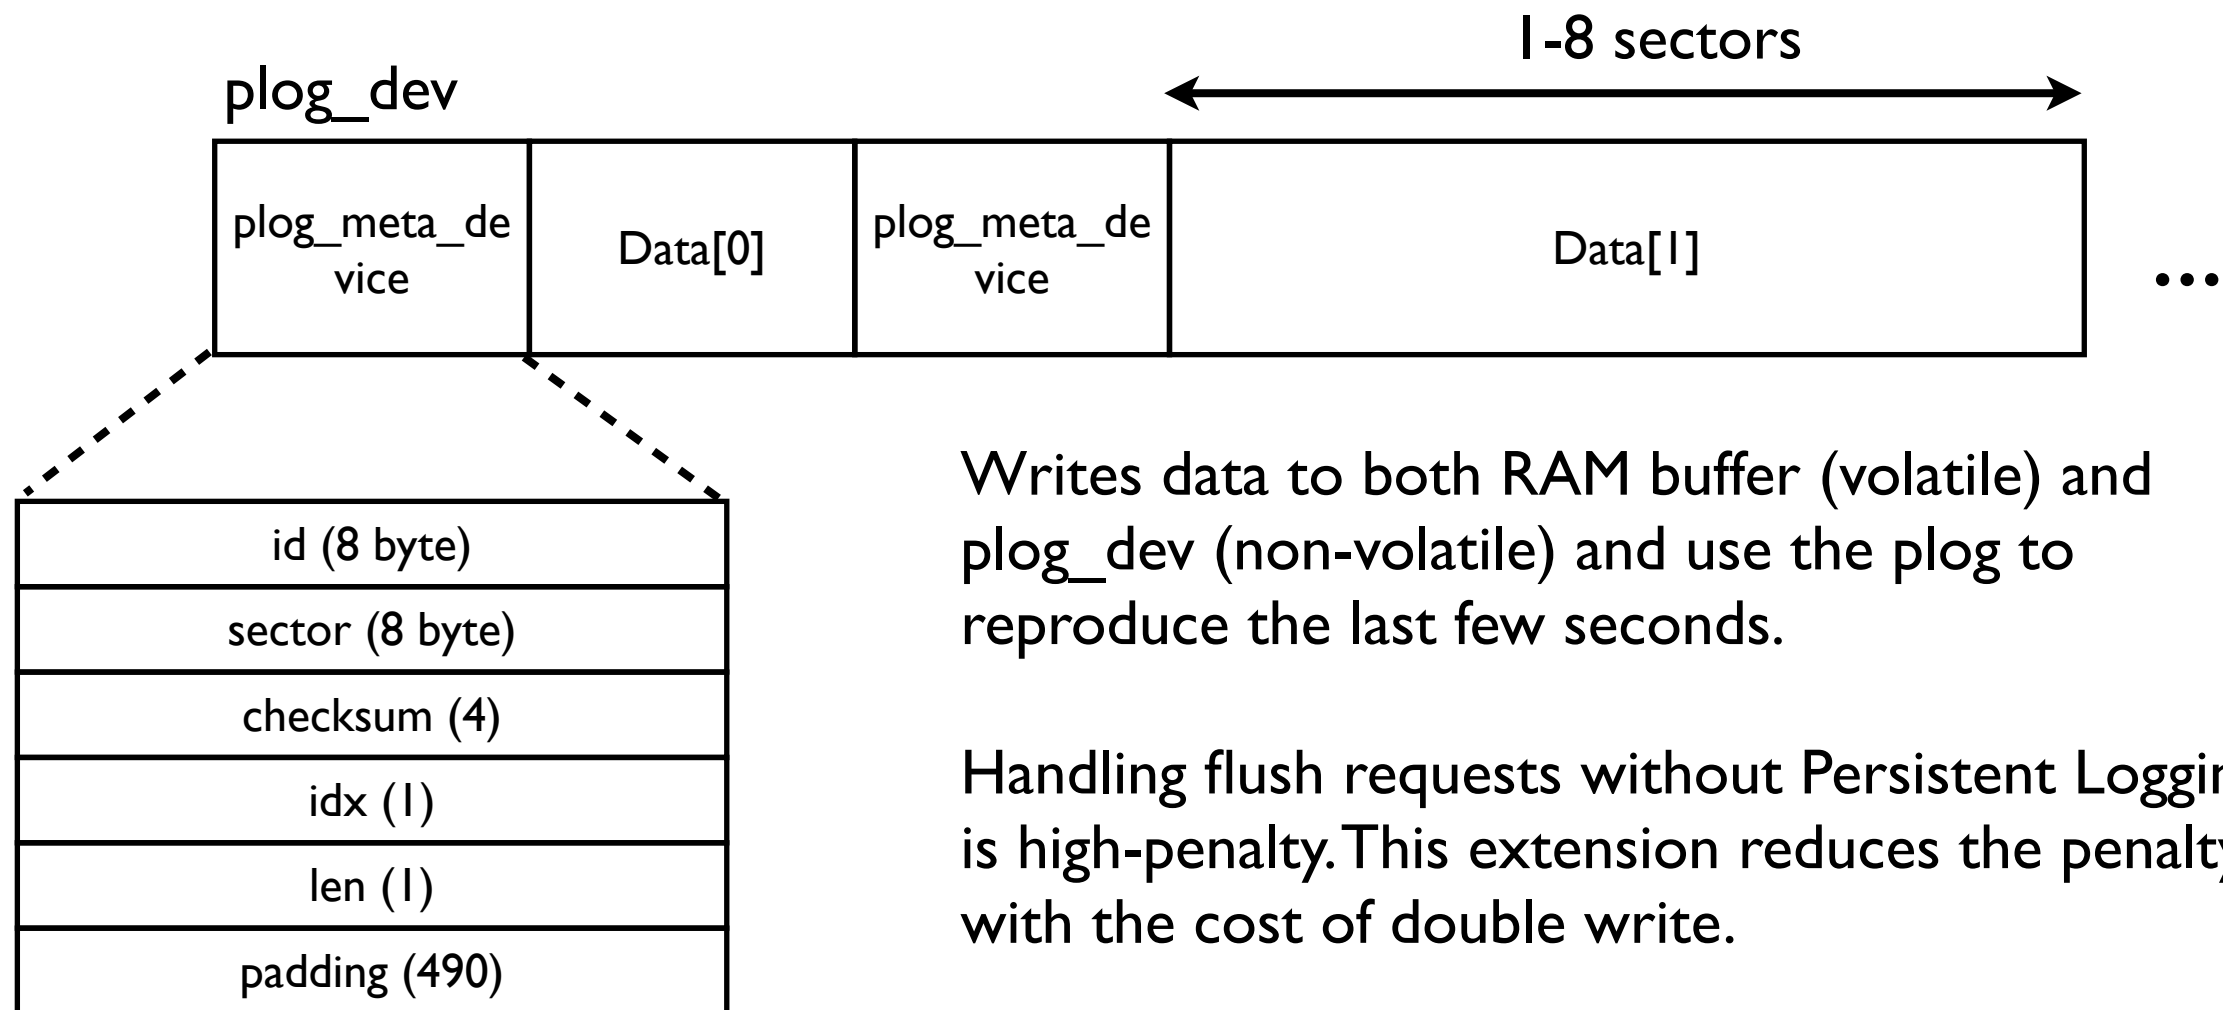 1-8 sectors
plog_dev
plog_meta_de
vice
Data[0]
plog_meta_de
vice
Data[1]
...
id (8 byte)
sector (8 byte)
checksum (4)
idx (1)
len (1)
padding (490)
Writes data to both RAM buffer (volatile) and
plog_dev (non-volatile) and use the plog to
reproduce the last few seconds.
Handling flush requests without Persistent Loggin
is high-penalty. This extension reduces the penalty
with the cost of double write.